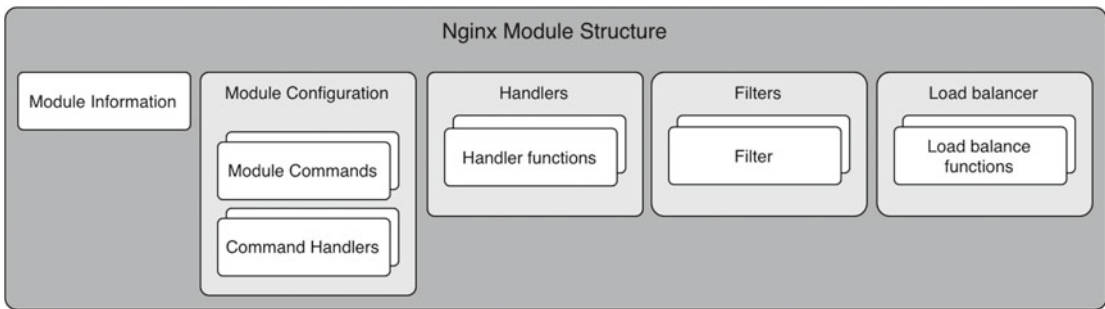 Nginx Module Structure
Module Information
Module Configuration
Module Commands
Command Handlers
Handlers
Handler functions
Filters
Filter
Load balancer
Load balance
functions